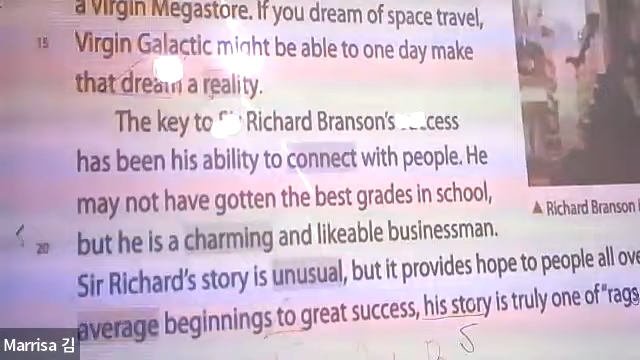 a Virgin Megastore. If you dream of space travel,
15 Virgin Galactic might be able to one day make
that dream a reality.
The key to Sir Richard Branson's success
has been his ability to connect with people. He
may not have gotten the best grades in school,
▲ Richard Branson
20 but he is a charming and likeable businessman.
Sir Richard's story is unusual, but it provides hope to people all
average beginnings to great success, his story is truly one of "rags
Marrisa 김